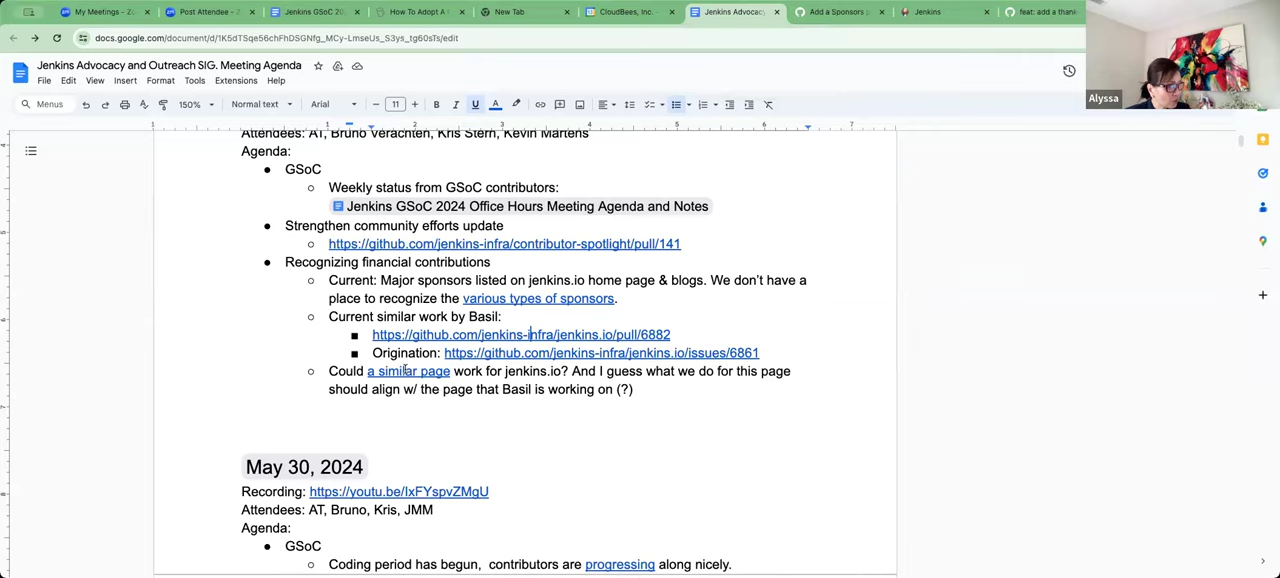 My Meetings - Zo
Post Attendee - Z
Jenkins GSoC 20
How To Adopt A
New Tab
CloudBees, Inc. -
Jenkins Advocacy
Add a Sponsors p
Jenkins
feat: add a thank
docs.google.com/document/d/1K5dTSqe56chFhDSGNfg_MCy-LmseUs_S3ys_tg60sTs/edit
Jenkins Advocacy and Outreach SIG. Meeting Agenda
File Edit View Insert Format Tools Extensions Help
Menus 150% Normal text Arial 11 B I U A
Alyssa
1 1 2 3 4 5 6 7
Attendees: AT, Bruno Verachten, Kris Stern, Kevin Martens
Agenda:
GSoC
Weekly status from GSoC contributors:
Jenkins GSoC 2024 Office Hours Meeting Agenda and Notes
Strengthen community efforts update
https://github.com/jenkins-infra/contributor-spotlight/pull/141
Recognizing financial contributions
Current: Major sponsors listed on jenkins.io home page & blogs. We don't have a
place to recognize the various types of sponsors.
Current similar work by Basil:
https://github.com/jenkins-infra/jenkins.io/pull/6882
Origination: https://github.com/jenkins-infra/jenkins.io/issues/6861
Could a similar page work for jenkins.io? And I guess what we do for this page
should align w/ the page that Basil is working on (?)
May 30, 2024
Recording: https://youtu.be/IxFYspvZMgU
Attendees: AT, Bruno, Kris, JMM
Agenda:
GSoC
Coding period has begun, contributors are progressing along nicely.